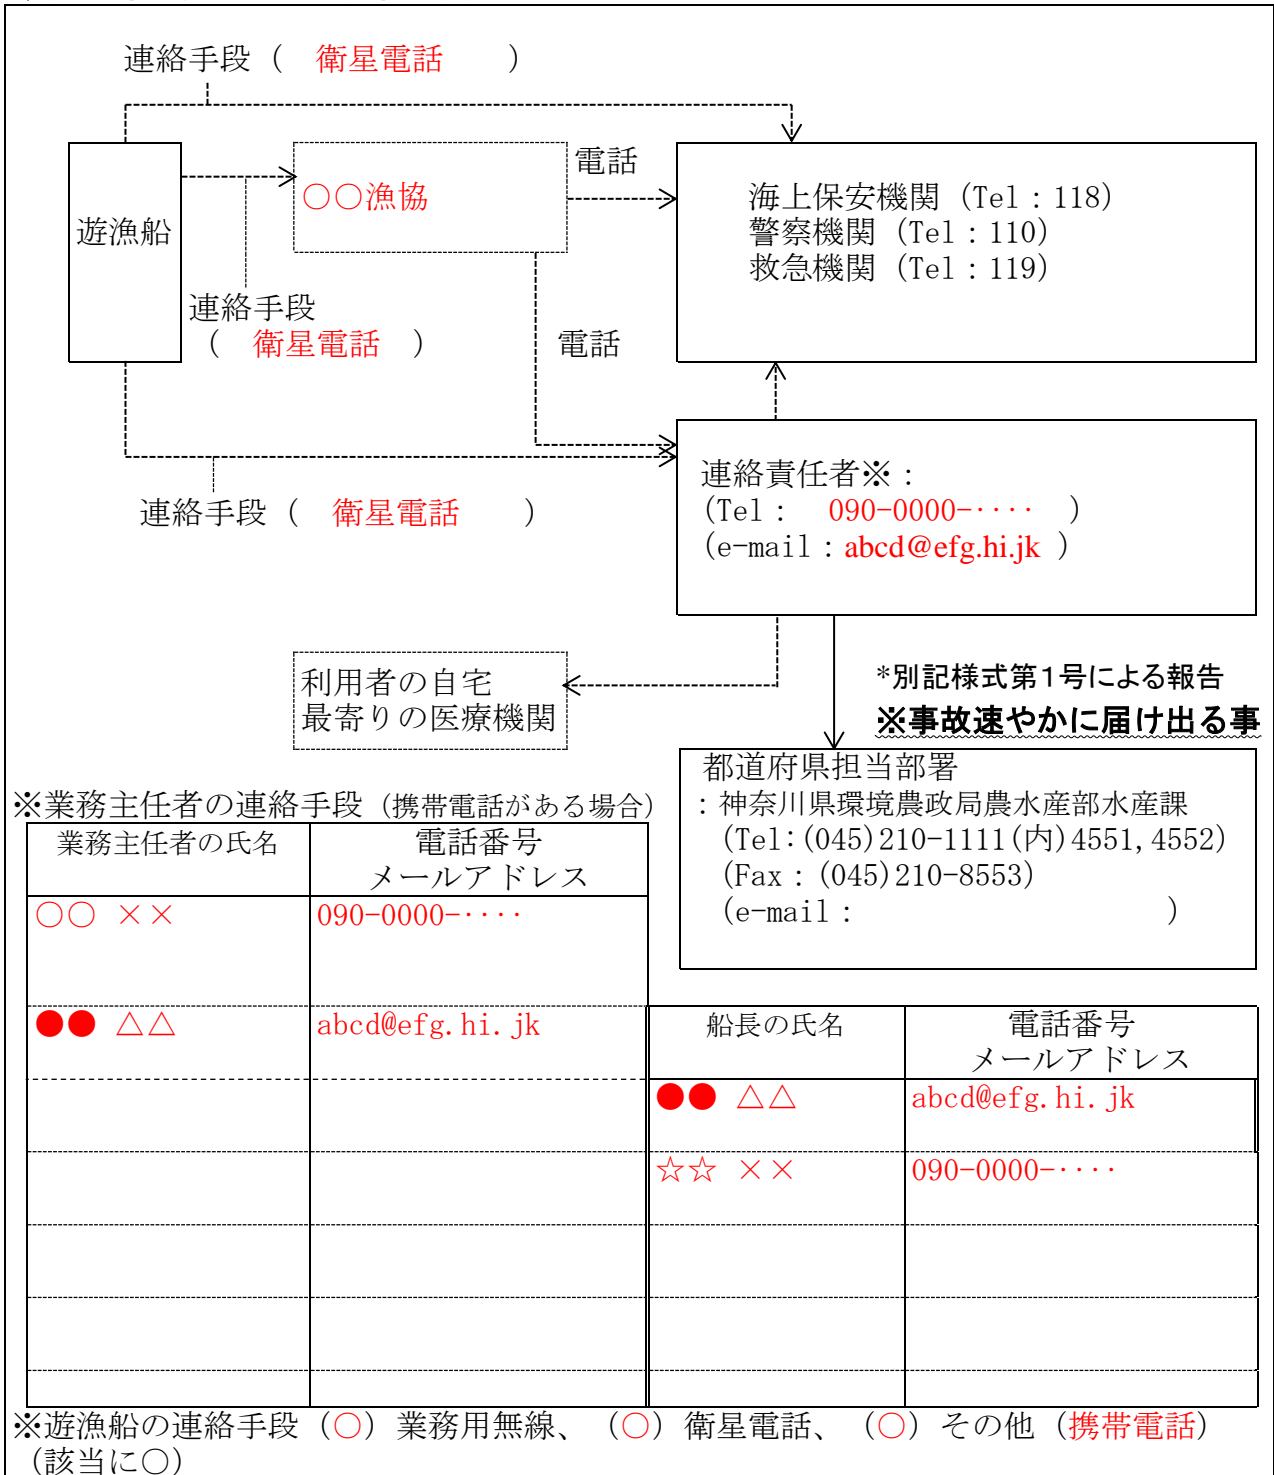 連絡手段（　衛星電話　　）
電話
〇〇漁協
遊漁船
海上保安機関（Tel：118）
警察機関（Tel：110）
救急機関（Tel：119）
連絡手段
（　衛星電話　）
電話
連絡責任者※：
（Tel：　090-0000-‥‥　）
（e-mail：abcd@efg.hi.jk ）
連絡手段（　衛星電話　　）
利用者の自宅
最寄りの医療機関
*別記様式第1号による報告
※事故速やかに届け出る事
都道府県担当部署
：神奈川県環境農政局農水産部水産課
（Tel：(045)210-1111(内)4551,4552）
（Fax：(045)210-8553）
（e-mail：　　　　　　　　　）
※業務主任者の連絡手段（携帯電話がある場合）
業務主任者の氏名　電話番号
メールアドレス
〇〇 ××　090-0000-‥‥
●● △△　abcd@efg.hi.jk
船長の氏名　電話番号
メールアドレス
●● △△　abcd@efg.hi.jk
☆☆ ××　090-0000-‥‥
※遊漁船の連絡手段（〇）業務用無線、（〇）衛星電話、（〇）その他（携帯電話）
（該当に〇）